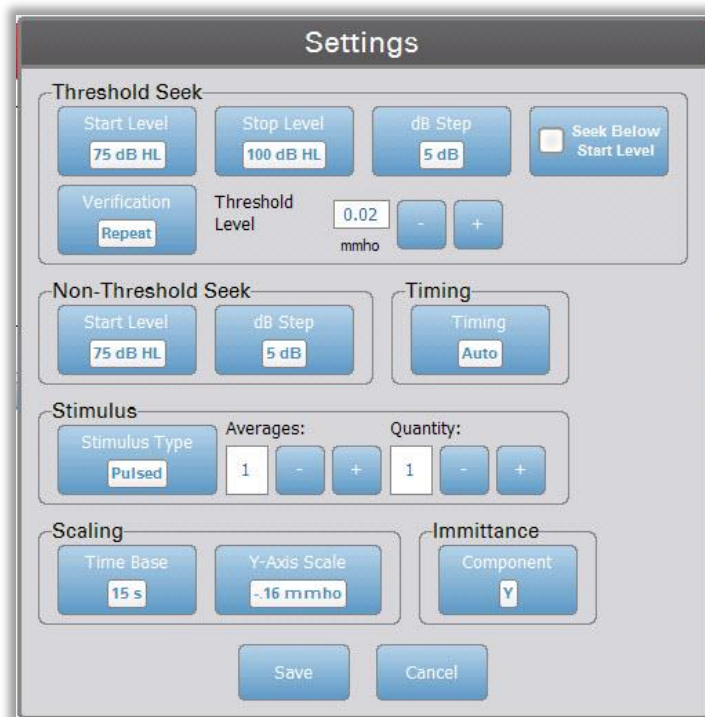 Settings
Threshold Seek
Start Level
75 dB HL
Stop Level
100 dB HL
dB Step
5 dB
Seek Below
Start Level
Verification
Repeat
Threshold
Level
0.02
mmho
-
+
Non-Threshold Seek
Start Level
75 dB HL
dB Step
5 dB
Timing
Timing
Auto
Stimulus
Stimulus Type
Pulsed
Averages:
1
-
+
Quantity:
1
-
+
Scaling
Time Base
15 s
Y-Axis Scale
-.16 mmho
Immittance
Component
Y
Save
Cancel